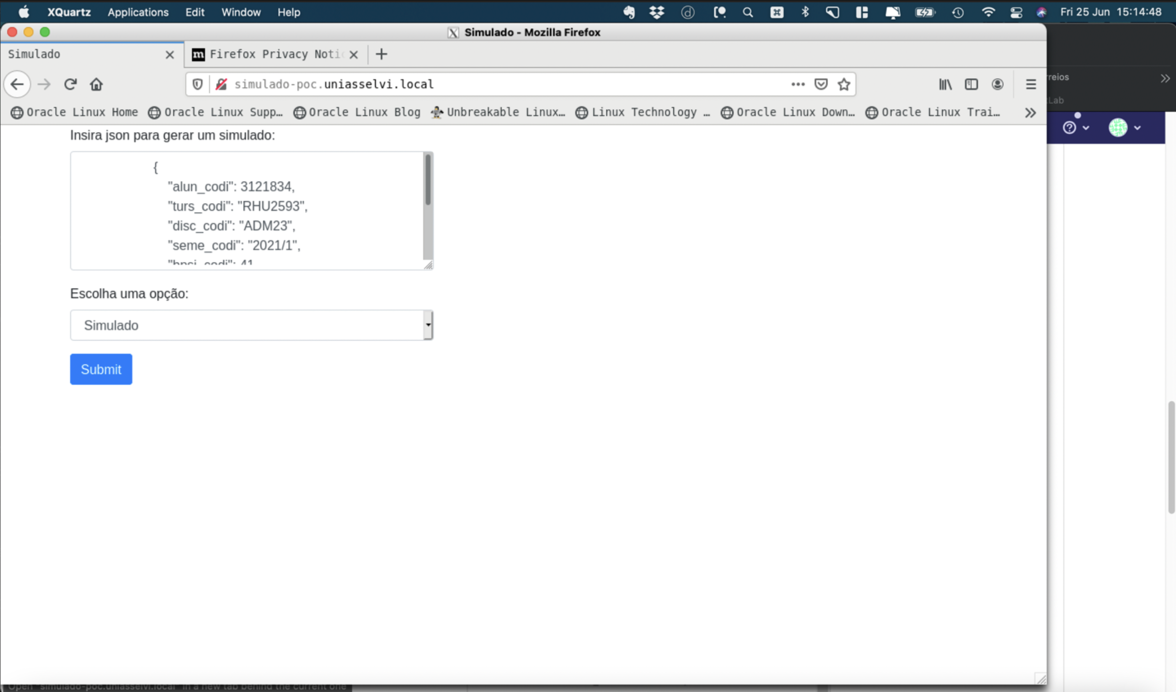 XQuartz Applications Edit Window Help Fri 25 Jun 15:14:48
Simulado - Mozilla Firefox
Simulado
Firefox Privacy Noti
simulado-poc.uniasselvi.local
Oracle Linux Home Oracle Linux Supp… Oracle Linux Blog Unbreakable Linux… Linux Technology … Oracle Linux Down… Oracle Linux Trai…
reios
Lab
Insira json para gerar um simulado:
{
"alun_codi": 3121834,
"turs_codi": "RHU2593",
"disc_codi": "ADM23",
"seme_codi": "2021/1",
Escolha uma opção:
Simulado
Submit
Open "simulado-poc.uniasselvi.local" in a new tab behind the current one